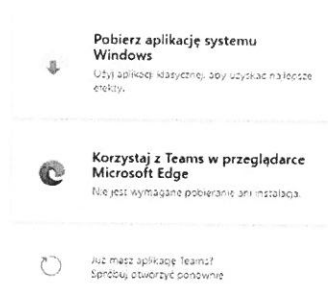 Pobierz aplikację systemu
Windows
Użyj aplikacji klasycznej, aby uzyskać najlepsze
efekty.
Korzystaj z Teams w przeglądarce
Microsoft Edge
Nie jest wymagane pobieranie ani instalacja.
Już masz aplikację Teams?
Spróbuj otworzyć ponownie